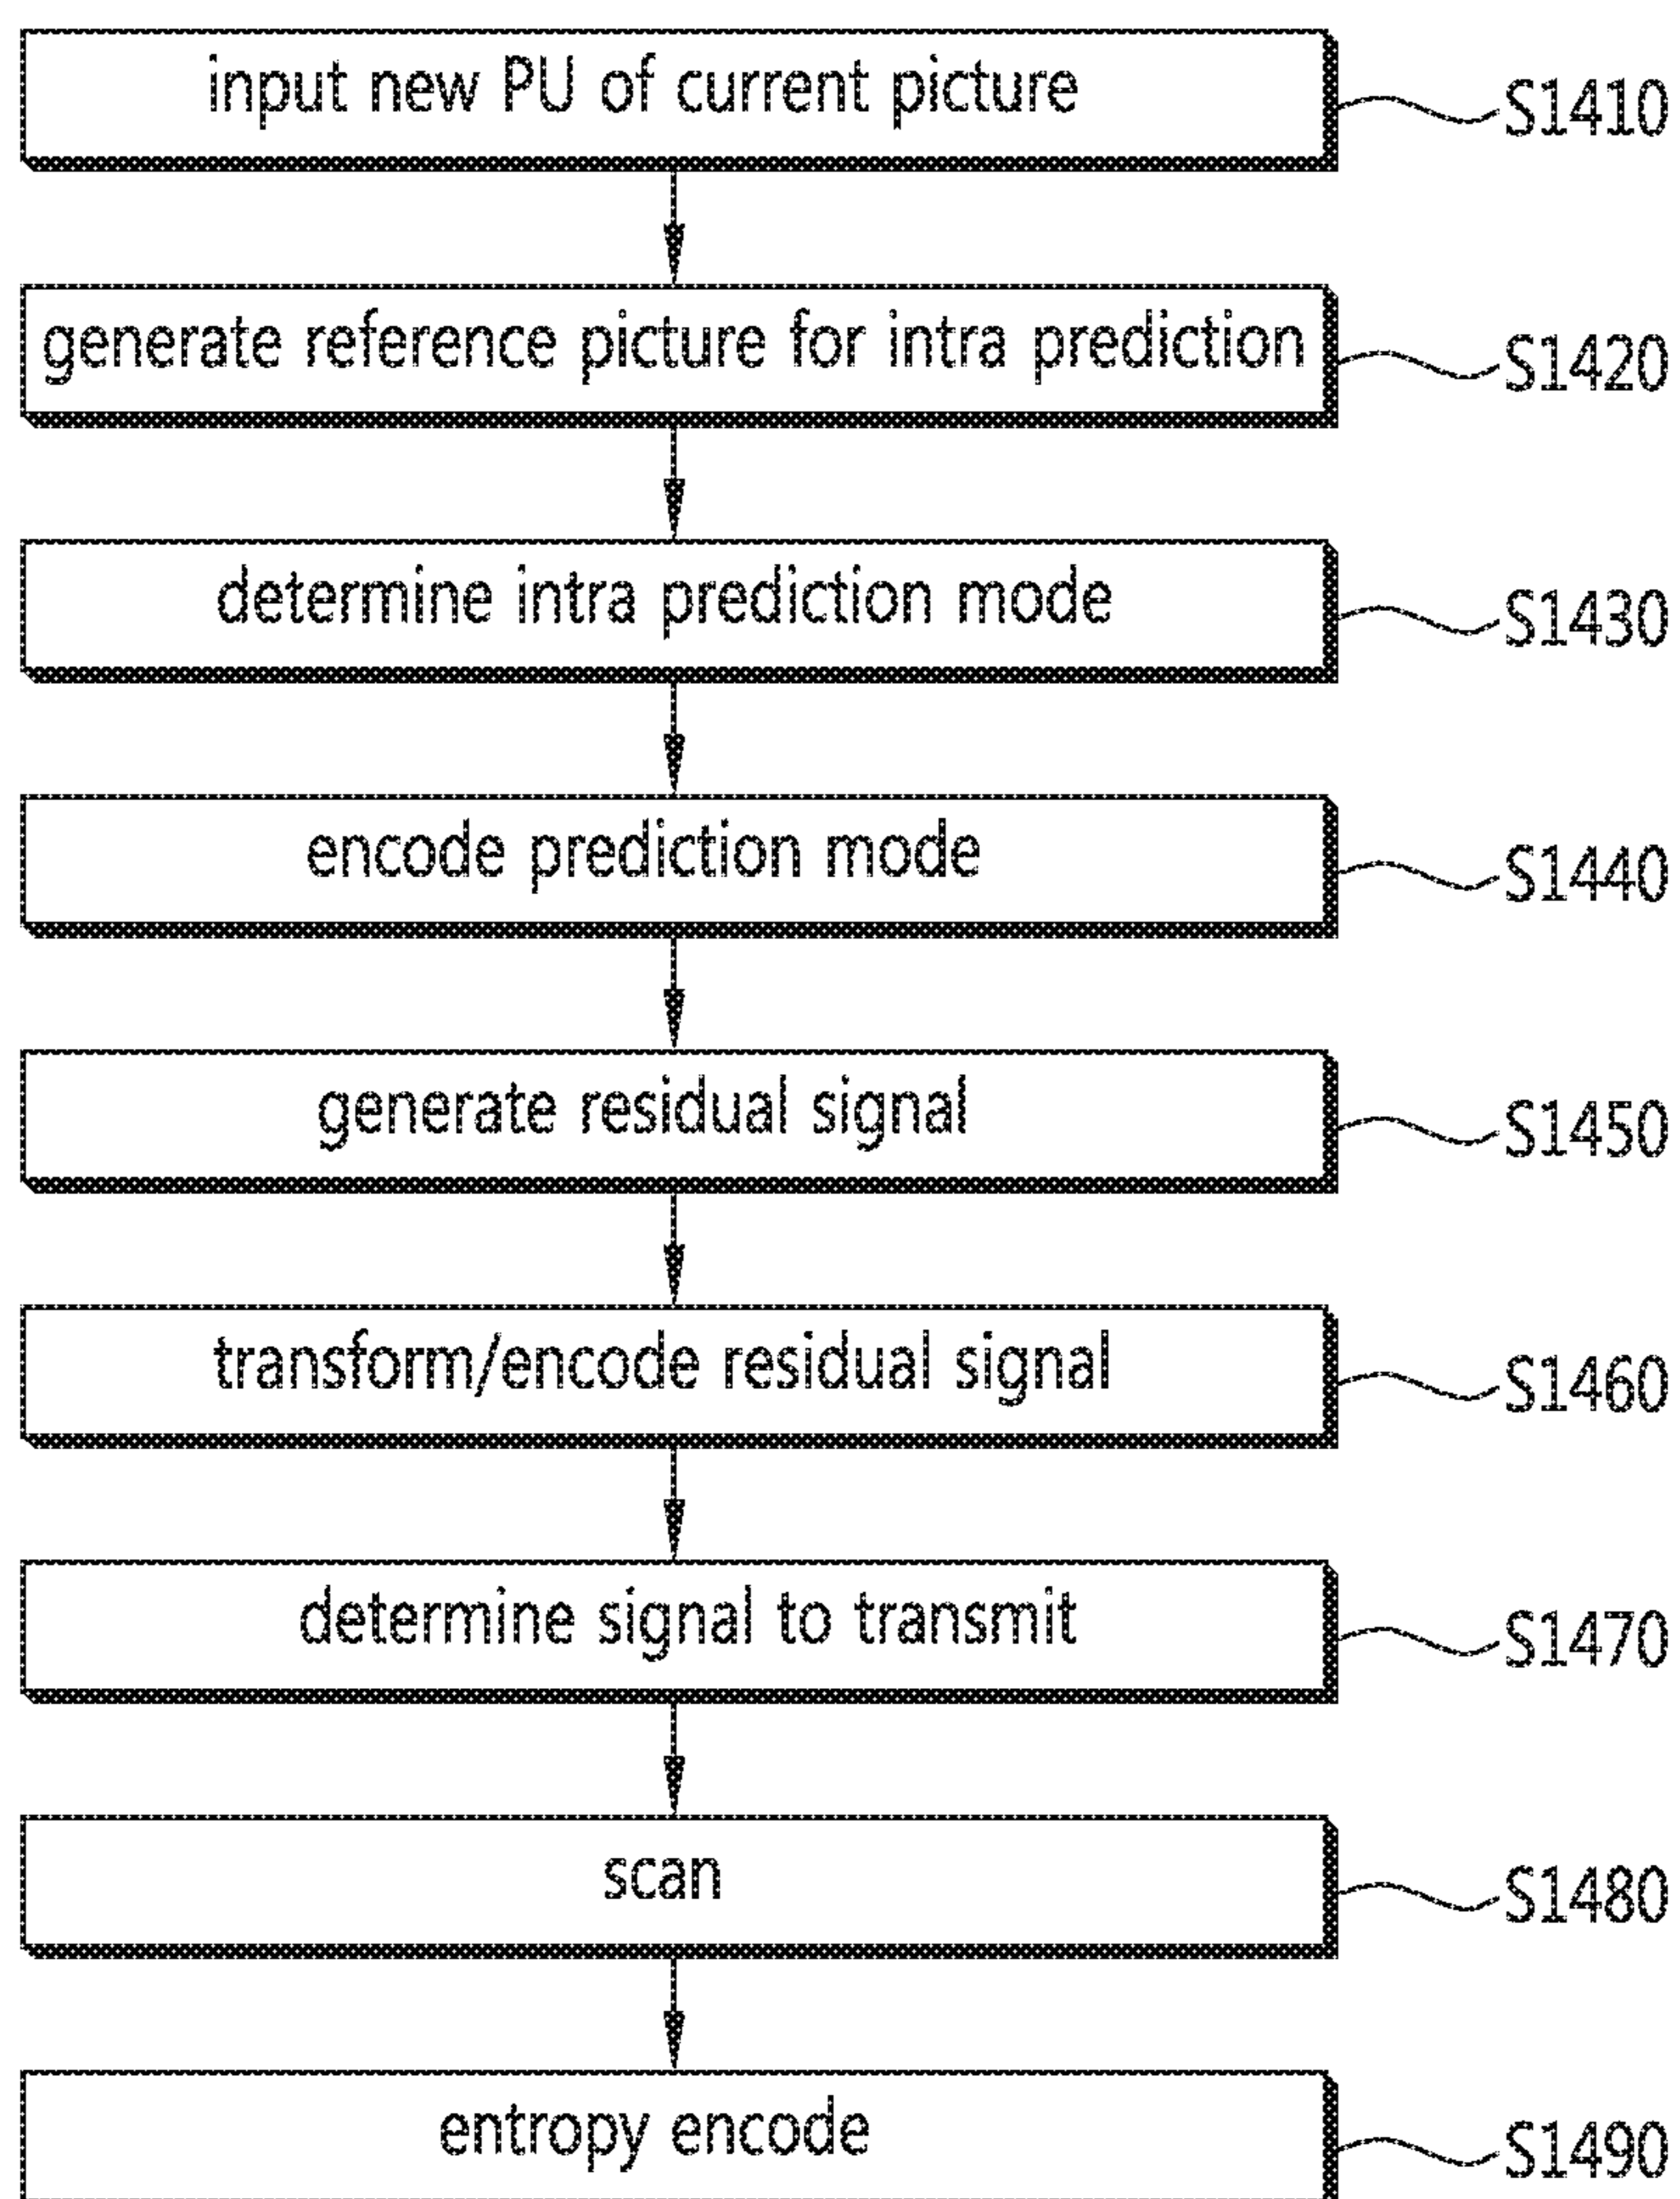 input new PU of current picture
S1410
generate reference picture for intra prediction
S1420
determine intra prediction mode
S1430
encode prediction mode
S1440
generate residual signal
S1450
transform/encode residual signal
S1460
determine signal to transmit
S1470
scan
S1480
entropy encode
S1490